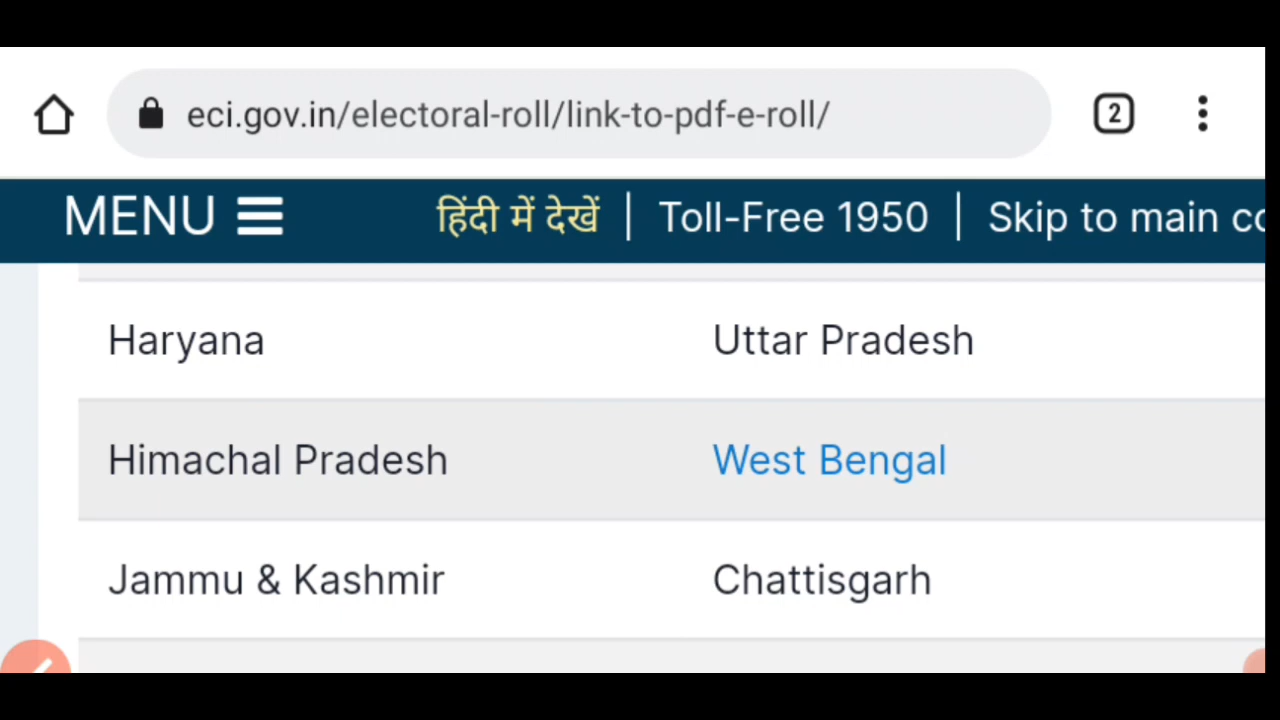 eci.gov.in/electoral-roll/link-to-pdf-e-roll/
2
MENU हिंदी में देखें | Toll-Free 1950 | Skip to main co
Haryana Uttar Pradesh
Himachal Pradesh West Bengal
Jammu & Kashmir Chattisgarh